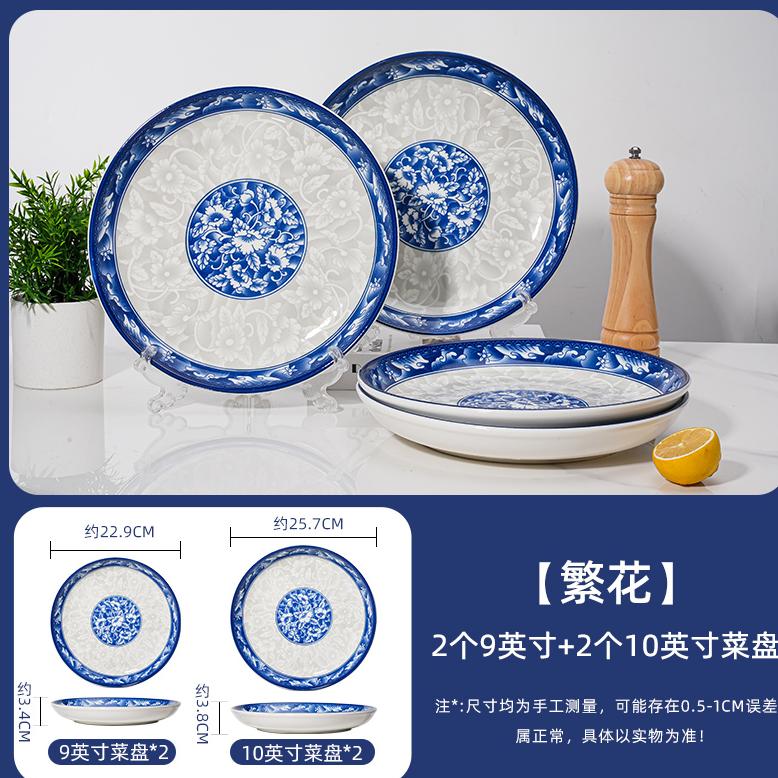 约22.9CM
约25.7CM
约3.4CM
约3.8CM
9英寸菜盘*2
10英寸菜盘*2
【繁花】
2个9英寸+2个10英寸菜盘
注*:尺寸均为手工测量，可能存在0.5-1CM误差
属正常，具体以实物为准!